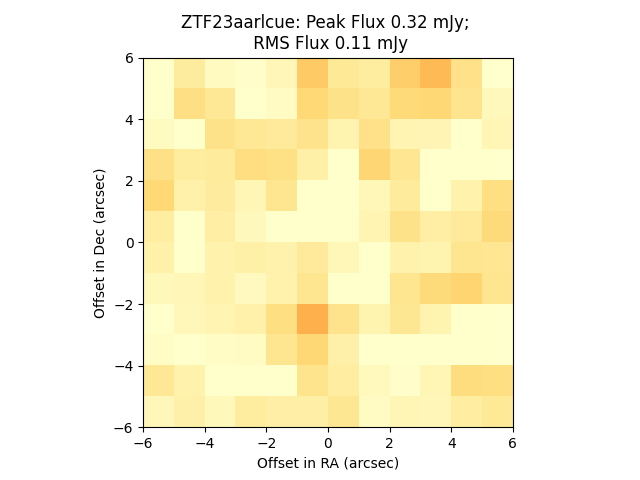 ZTF23aarlcue: Peak Flux 0.32 mJy;
RMS Flux 0.11 mJy
6
4
2
0
−2
−4
−6
Offset in Dec (arcsec)
−6 −4 −2 0 2 4 6
Offset in RA (arcsec)